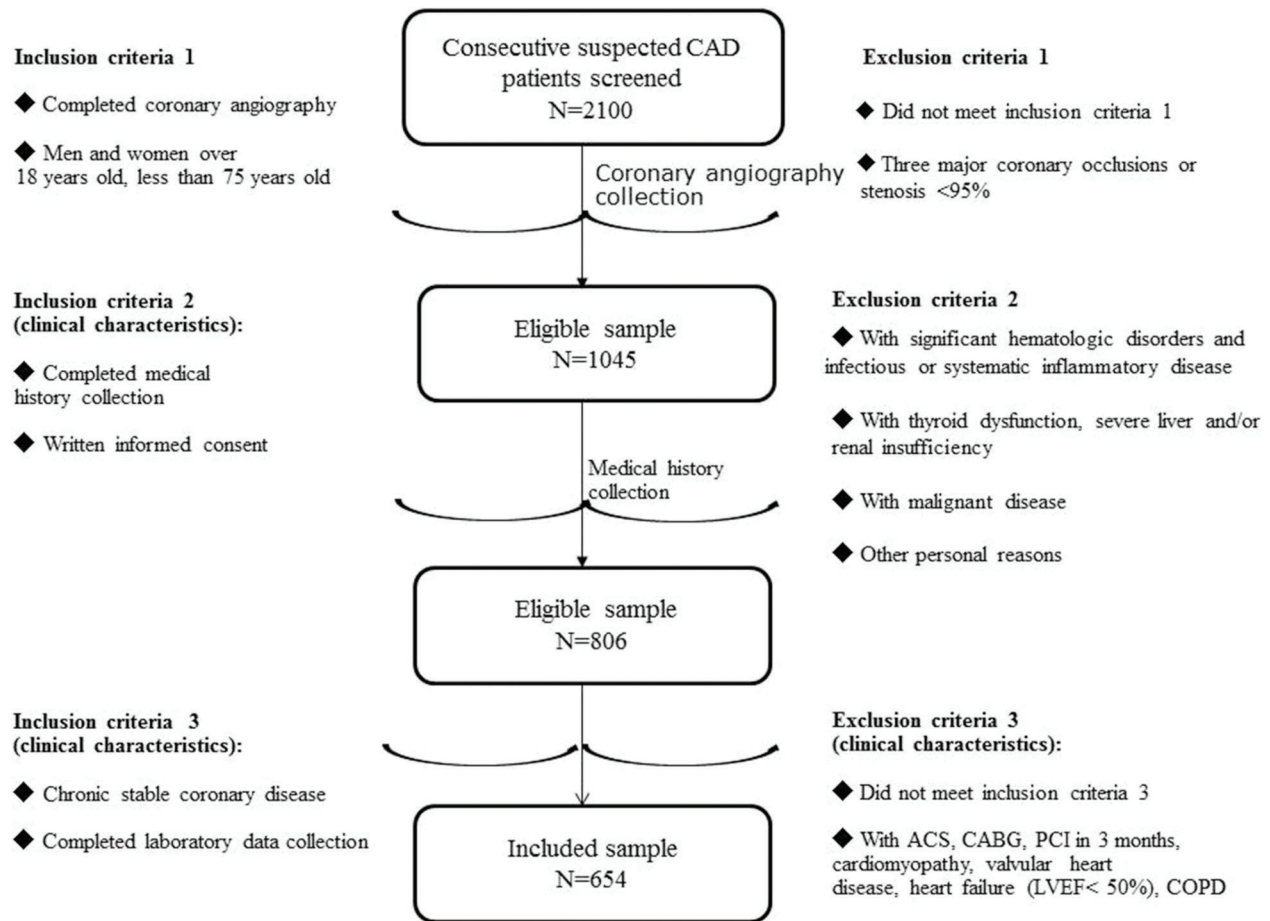 Consecutive suspected CAD
patients screened
N=2100
Inclusion criteria 1
◆ Completed coronary angiography
◆ Men and women over
18 years old, less than 75 years old
Exclusion criteria 1
◆ Did not meet inclusion criteria 1
◆ Three major coronary occlusions or
stenosis <95%
Coronary angiography
collection
Inclusion criteria 2
(clinical characteristics):
◆ Completed medical
history collection
◆ Written informed consent
Eligible sample
N=1045
Exclusion criteria 2
◆ With significant hematologic disorders and
infectious or systematic inflammatory disease
◆ With thyroid dysfunction, severe liver and/or
renal insufficiency
◆ With malignant disease
◆ Other personal reasons
Medical history
collection
Eligible sample
N=806
Inclusion criteria 3
(clinical characteristics):
◆ Chronic stable coronary disease
◆ Completed laboratory data collection
Exclusion criteria 3
(clinical characteristics):
◆ Did not meet inclusion criteria 3
◆ With ACS, CABG, PCI in 3 months,
cardiomyopathy, valvular heart
disease, heart failure (LVEF< 50%), COPD
Included sample
N=654